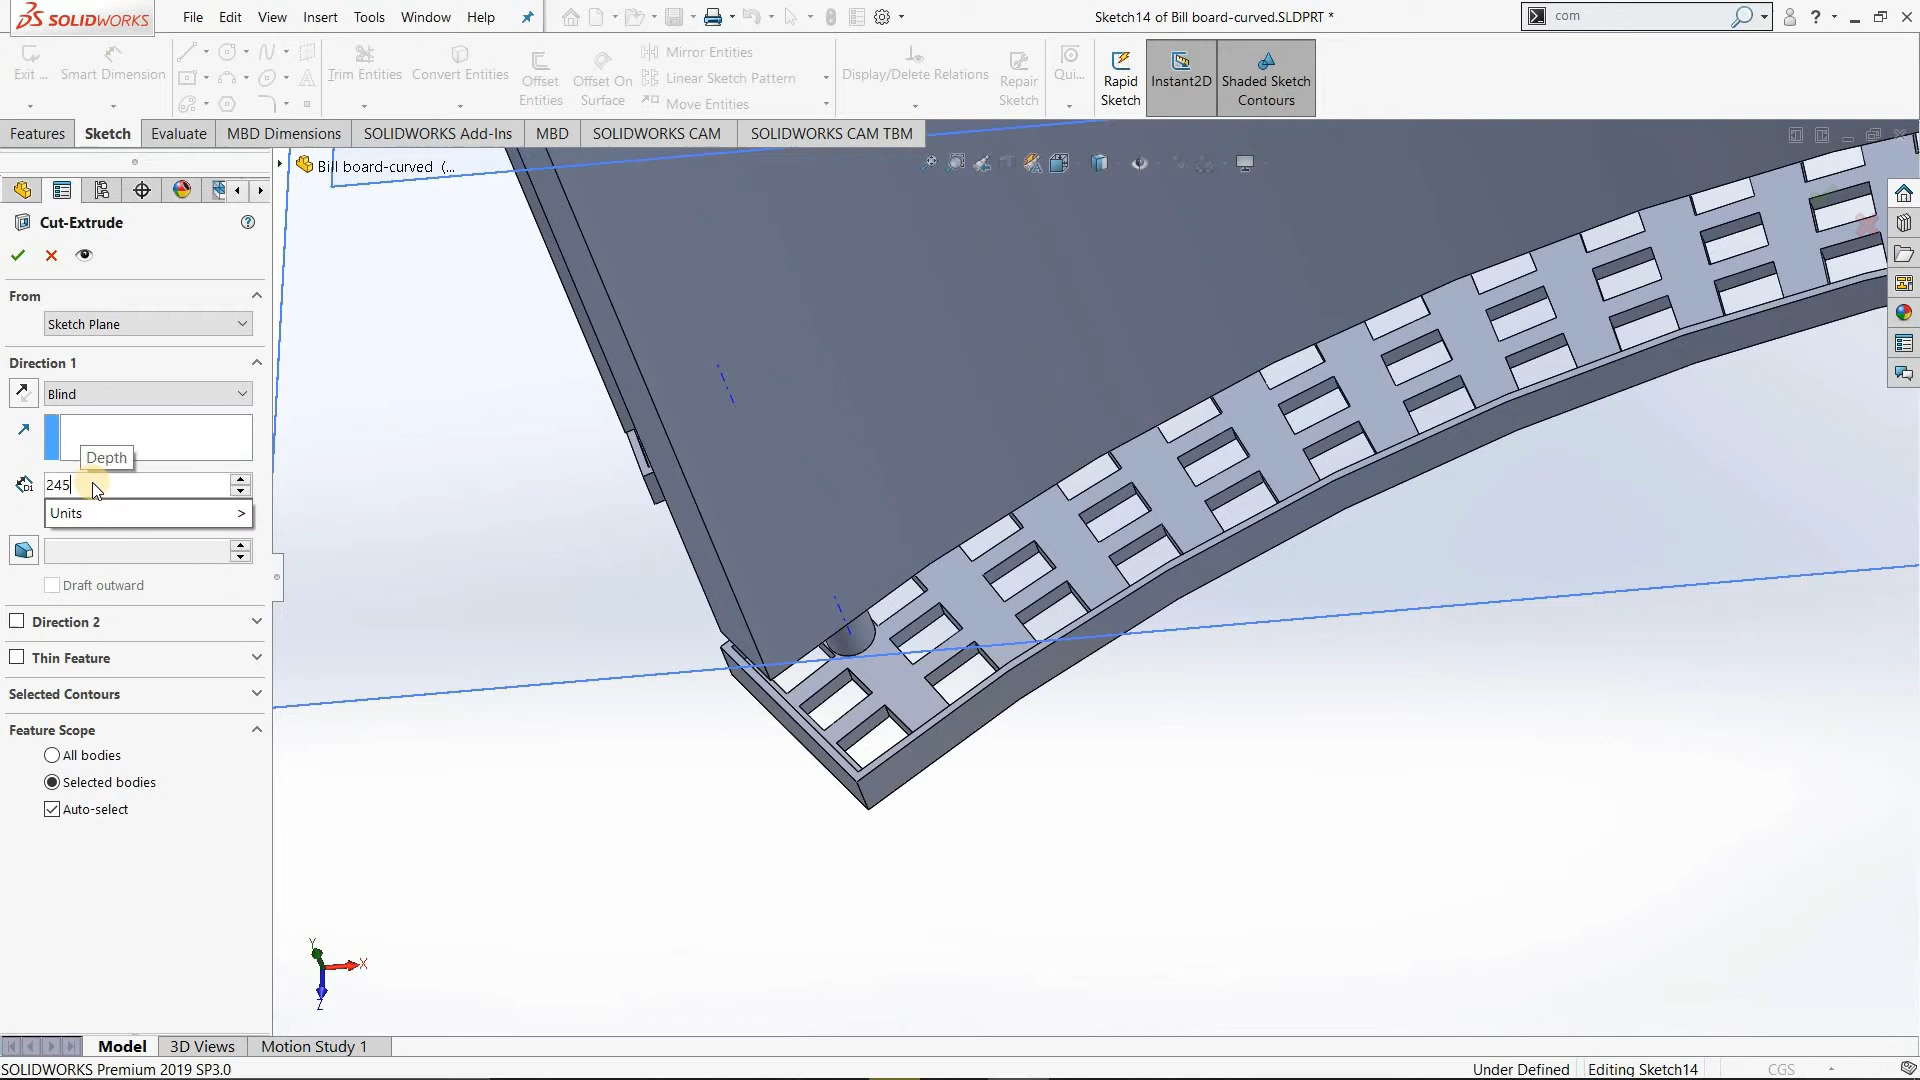 SOLIDWORKS
File Edit View Insert Tools Window Help
Sketch14 of Bill board-curved.SLDPRT *
com
Exit ...
Smart Dimension
Trim Entities
Convert Entities
Offset Entities
Offset On Surface
Mirror Entities
Linear Sketch Pattern
Move Entities
Display/Delete Relations
Repair Sketch
Qui...
Rapid Sketch
Instant2D
Shaded Sketch Contours
Features Sketch Evaluate MBD Dimensions SOLIDWORKS Add-Ins MBD SOLIDWORKS CAM SOLIDWORKS CAM TBM
Bill board-curved (...
Cut-Extrude
From
Sketch Plane
Direction 1
Blind
Depth
245
Units >
Draft outward
Direction 2
Thin Feature
Selected Contours
Feature Scope
All bodies
Selected bodies
Auto-select
Y
X
Z
Model 3D Views Motion Study 1
SOLIDWORKS Premium 2019 SP3.0
Under Defined Editing Sketch14 CGS